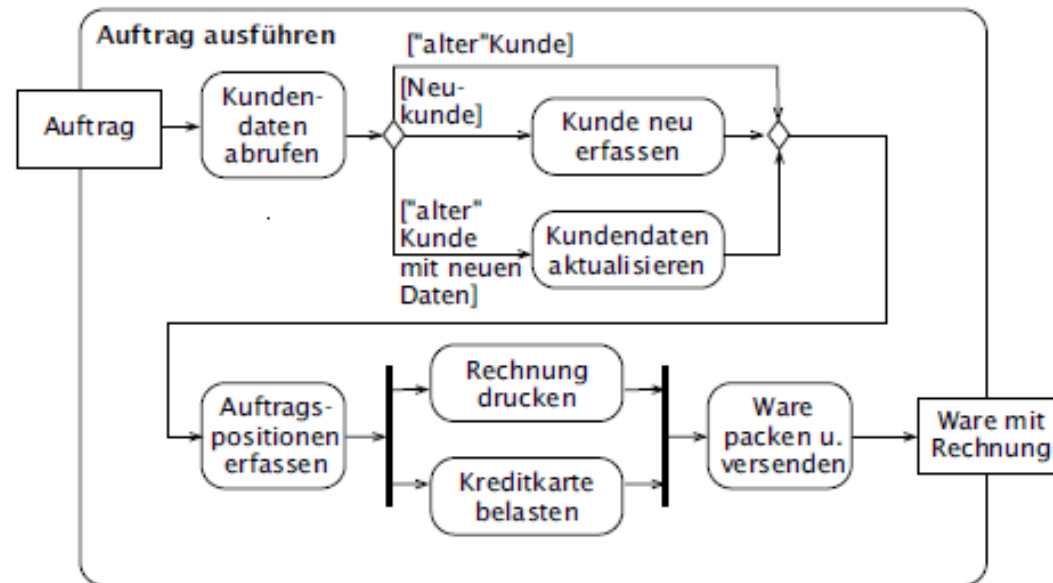 Auftrag ausführen
["alter"Kunde]
Auftrag
Kunden-
daten
abrufen
[Neu-
kunde]
Kunde neu
erfassen
["alter"
Kunde
mit neuen
Daten]
Kundendaten
aktualisieren
Auftrags-
positionen
erfassen
Rechnung
drucken
Kreditkarte
belasten
Ware
packen u.
versenden
Ware mit
Rechnung